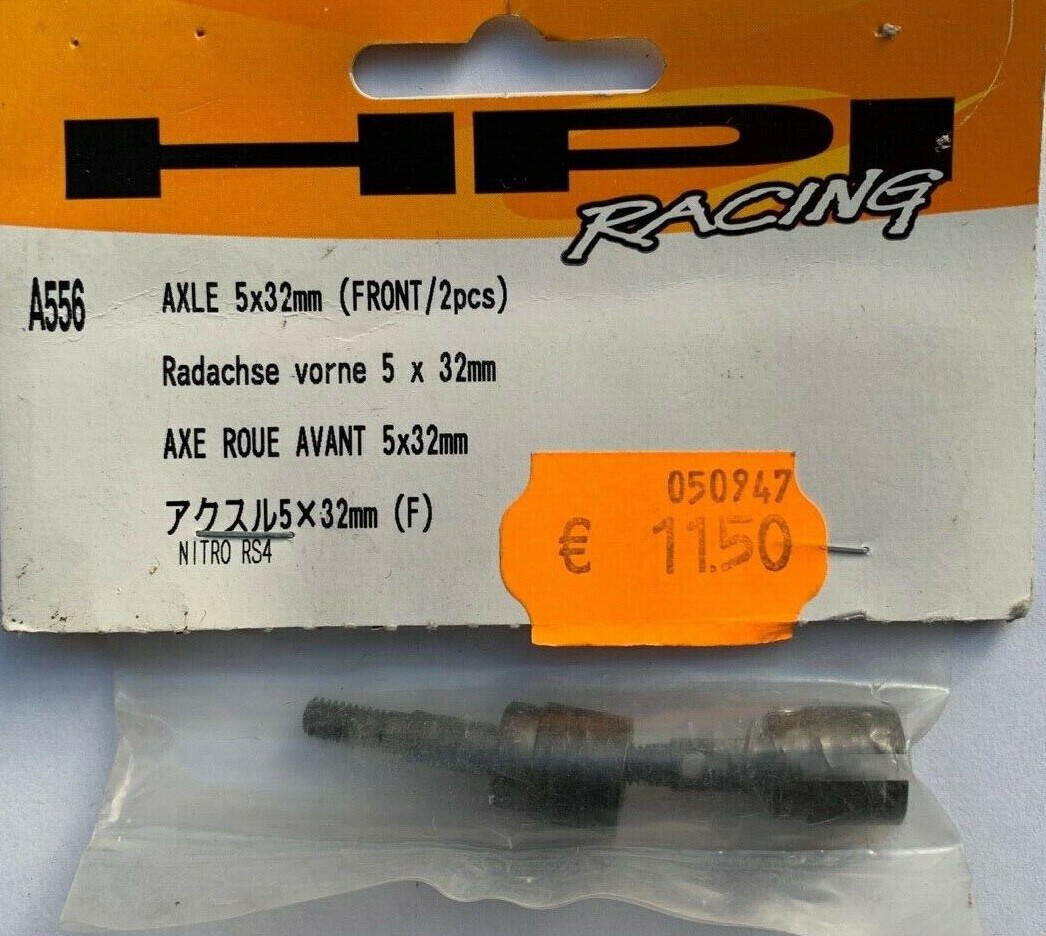 HPI
RACING
A556
AXLE 5x32mm (FRONT/2pcs)
Radachse vorne 5 x 32mm
AXE ROUE AVANT 5x32mm
アクスル5×32mm (F)
NITRO RS4
050947
€ 11.50